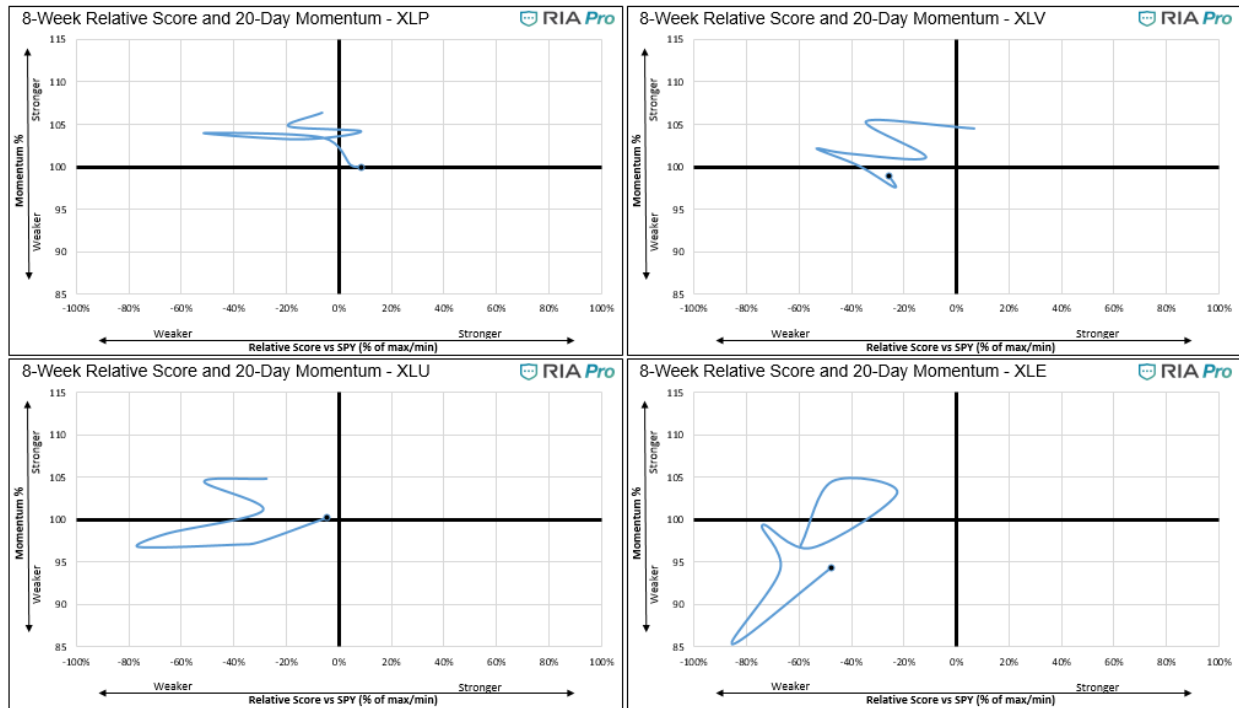 8-Week Relative Score and 20-Day Momentum - XLP
RIA Pro
115
110
105
100
95
90
85
Momentum %
Stronger
Weaker
-100% -80% -60% -40% -20% 0% 20% 40% 60% 80% 100%
Weaker Stronger
Relative Score vs SPY (% of max/min)
8-Week Relative Score and 20-Day Momentum - XLV
RIA Pro
115
110
105
100
95
90
85
Momentum %
Stronger
Weaker
-100% -80% -60% -40% -20% 0% 20% 40% 60% 80% 100%
Weaker Stronger
Relative Score vs SPY (% of max/min)
8-Week Relative Score and 20-Day Momentum - XLU
RIA Pro
115
110
105
100
95
90
85
Momentum %
Stronger
Weaker
-100% -80% -60% -40% -20% 0% 20% 40% 60% 80% 100%
Weaker Stronger
Relative Score vs SPY (% of max/min)
8-Week Relative Score and 20-Day Momentum - XLE
RIA Pro
115
110
105
100
95
90
85
Momentum %
Stronger
Weaker
-100% -80% -60% -40% -20% 0% 20% 40% 60% 80% 100%
Weaker Stronger
Relative Score vs SPY (% of max/min)